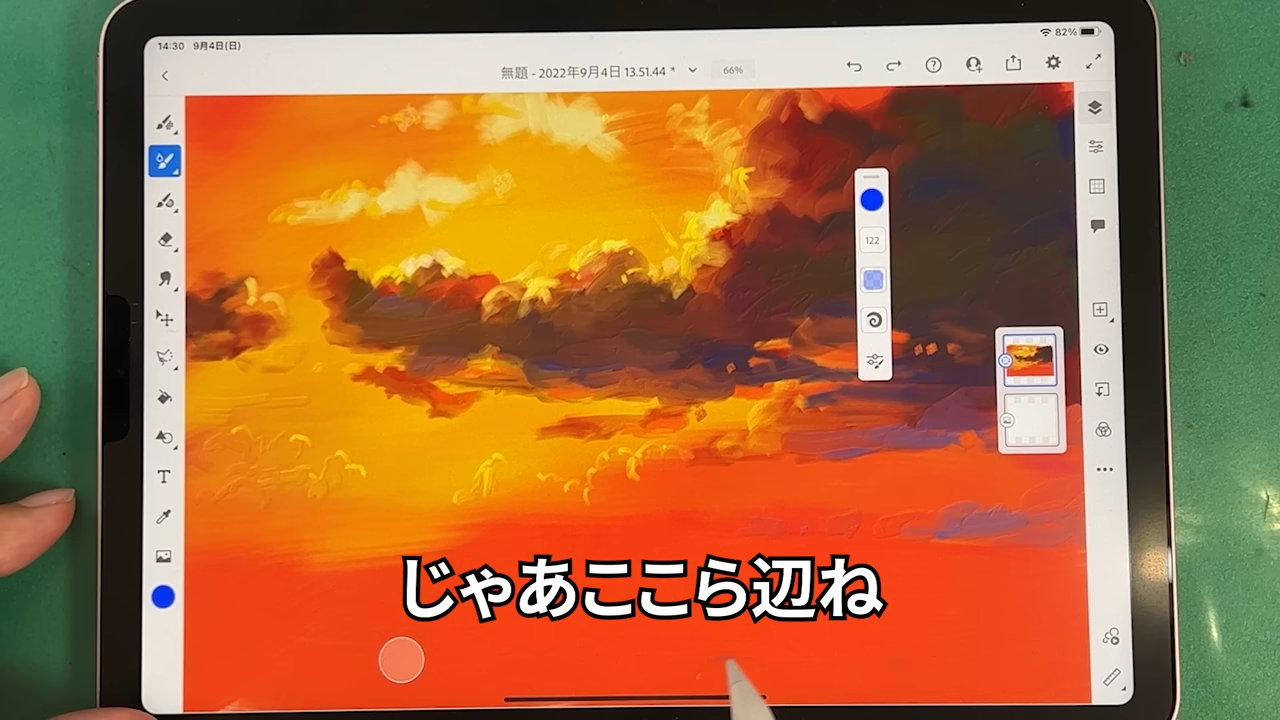 14:30 9月4日(日)
82%
無題 - 2022年9月4日 13.51.44 *
66%
122
T
じゃあここら辺ね